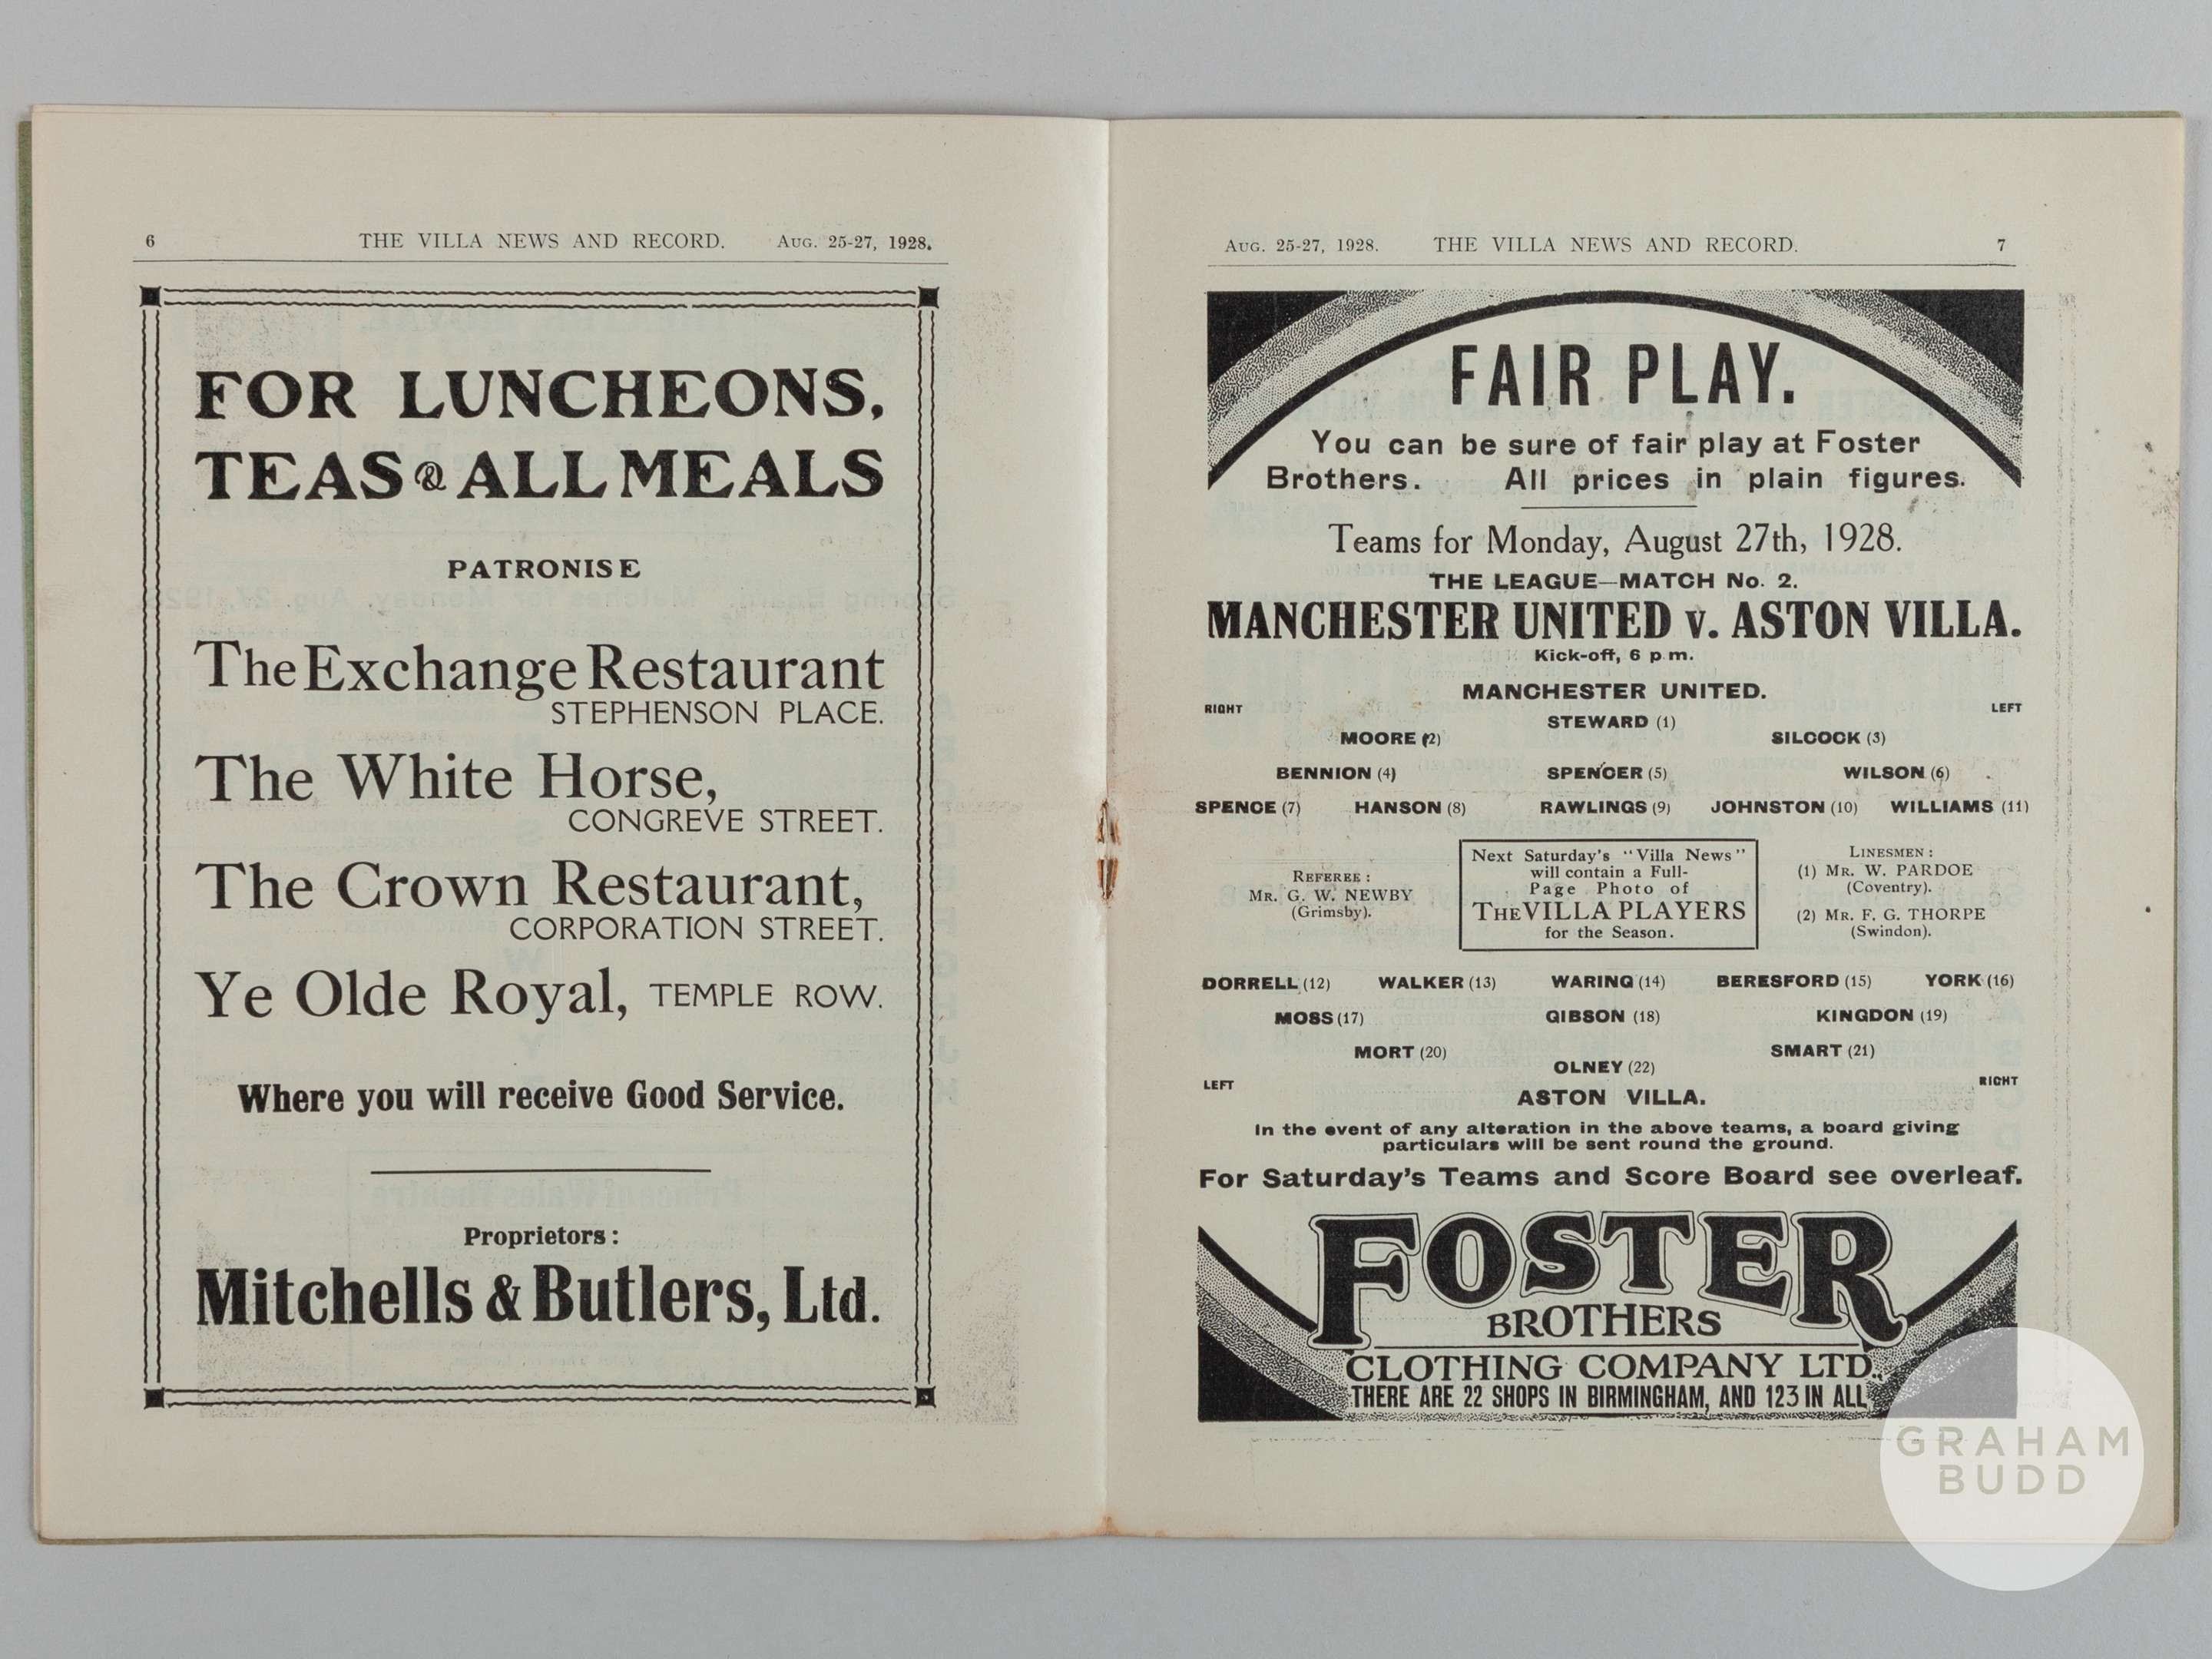 6 THE VILLA NEWS AND RECORD. AUG. 25-27, 1928.
FOR LUNCHEONS,
TEAS & ALL MEALS
PATRONISE
The Exchange Restaurant
STEPHENSON PLACE.
The White Horse,
CONGREVE STREET.
The Crown Restaurant,
CORPORATION STREET.
Ye Olde Royal, TEMPLE ROW.
Where you will receive Good Service.
Proprietors:
Mitchells & Butlers, Ltd.
AUG. 25-27, 1928. THE VILLA NEWS AND RECORD. 7
FAIR PLAY.
You can be sure of fair play at Foster
Brothers. All prices in plain figures.
Teams for Monday, August 27th, 1928.
THE LEAGUE—MATCH No. 2.
MANCHESTER UNITED v. ASTON VILLA.
Kick-off, 6 p.m.
MANCHESTER UNITED.
RIGHT LEFT
STEWARD (1)
MOORE (2) SILCOCK (3)
BENNION (4) SPENCER (5) WILSON (6)
SPENCE (7) HANSON (8) RAWLINGS (9) JOHNSTON (10) WILLIAMS (11)
REFEREE:
MR. G. W. NEWBY
(Grimsby).
Next Saturday's "Villa News"
will contain a Full-
Page Photo of
THE VILLA PLAYERS
for the Season.
LINESMEN:
(1) MR. W. PARDOE
(Coventry).
(2) MR. F. G. THORPE
(Swindon).
DORRELL (12) WALKER (13) WARING (14) BERESFORD (15) YORK (16)
MOSS (17) GIBSON (18) KINGDON (19)
MORT (20) SMART (21)
OLNEY (22)
LEFT RIGHT
ASTON VILLA.
In the event of any alteration in the above teams, a board giving
particulars will be sent round the ground.
For Saturday's Teams and Score Board see overleaf.
FOSTER
BROTHERS
CLOTHING COMPANY LTD.
THERE ARE 22 SHOPS IN BIRMINGHAM, AND 123 IN ALL
GRAHAM
BUDD